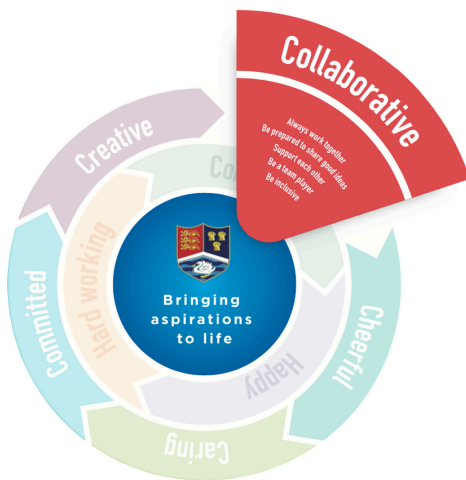 Collaborative
Always work together
Be prepared to share good ideas
Support each other
Be a team player
Be inclusive
Creative
Co
Hard working
Committed
Bringing
aspirations
to life
Happy
Cheerful
Caring